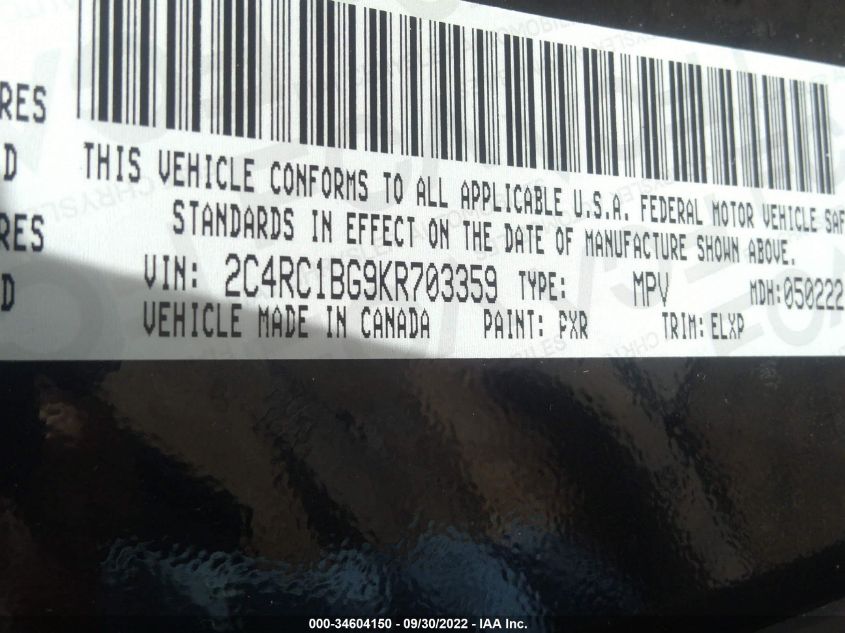 RES
D
THIS VEHICLE CONFORMS TO ALL APPLICABLE U.S.A. FEDERAL MOTOR VEHICLE SAF
STANDARDS IN EFFECT ON THE DATE OF MANUFACTURE SHOWN ABOVE.
RES
VIN: 2C4RC1BG9KR703359 TYPE: MPV MDH:050222
D
VEHICLE MADE IN CANADA PAINT: PXR TRIM: ELXP
000-34604150 - 09/30/2022 - IAA Inc.